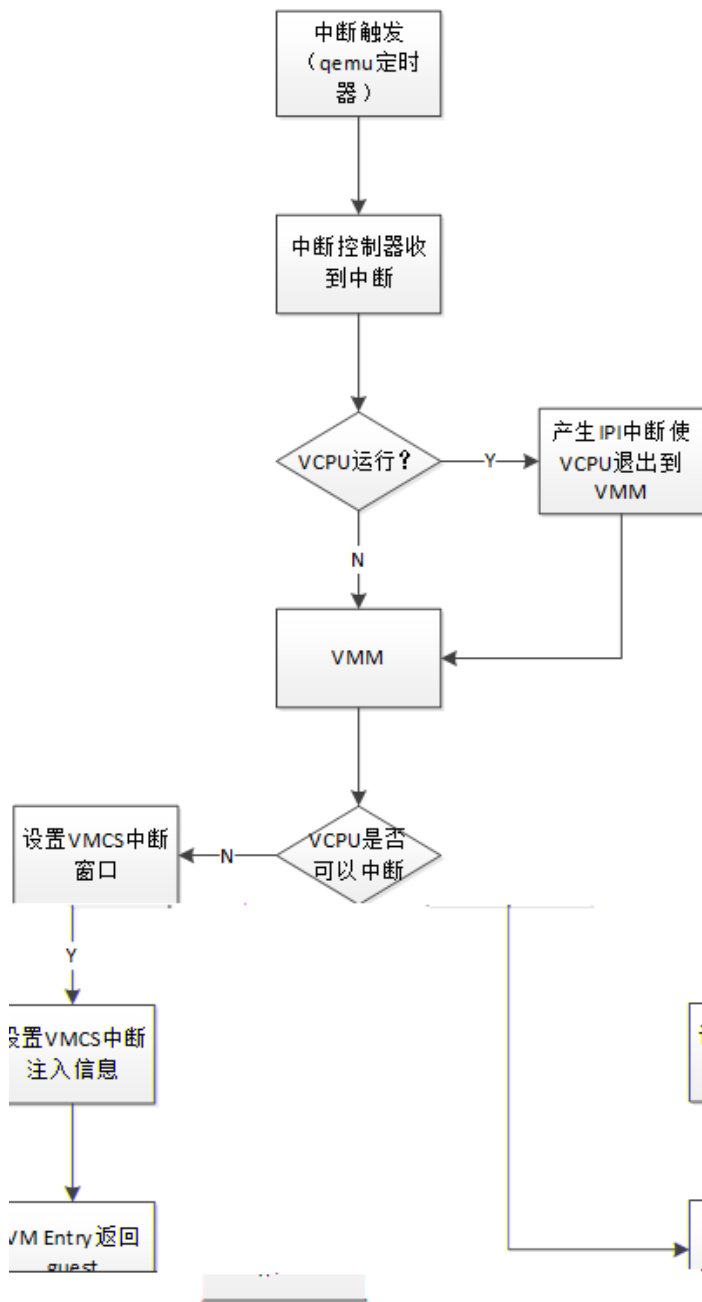 中断触发
（qemu定时
器）
中断控制器收
到中断
VCPU运行？
Y
产生IPI中断使
VCPU退出到
VMM
N
VMM
VCPU是否
可以中断
N
设置VMCS中断
窗口
Y
设置VMCS中断
注入信息
VM Entry返回
guest